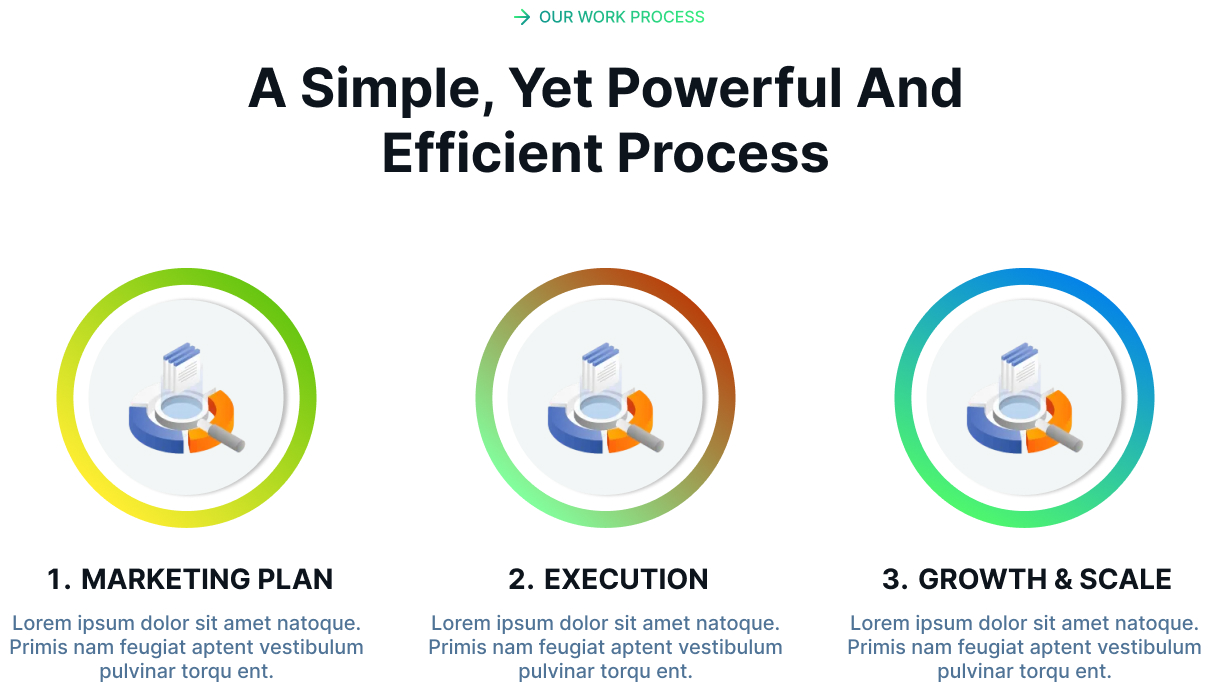 OUR WORK PROCESS
A Simple, Yet Powerful And
Efficient Process
1. MARKETING PLAN
Lorem ipsum dolor sit amet natoque.
Primis nam feugiat aptent vestibulum
pulvinar torqu ent.
2. EXECUTION
Lorem ipsum dolor sit amet natoque.
Primis nam feugiat aptent vestibulum
pulvinar torqu ent.
3. GROWTH & SCALE
Lorem ipsum dolor sit amet natoque.
Primis nam feugiat aptent vestibulum
pulvinar torqu ent.